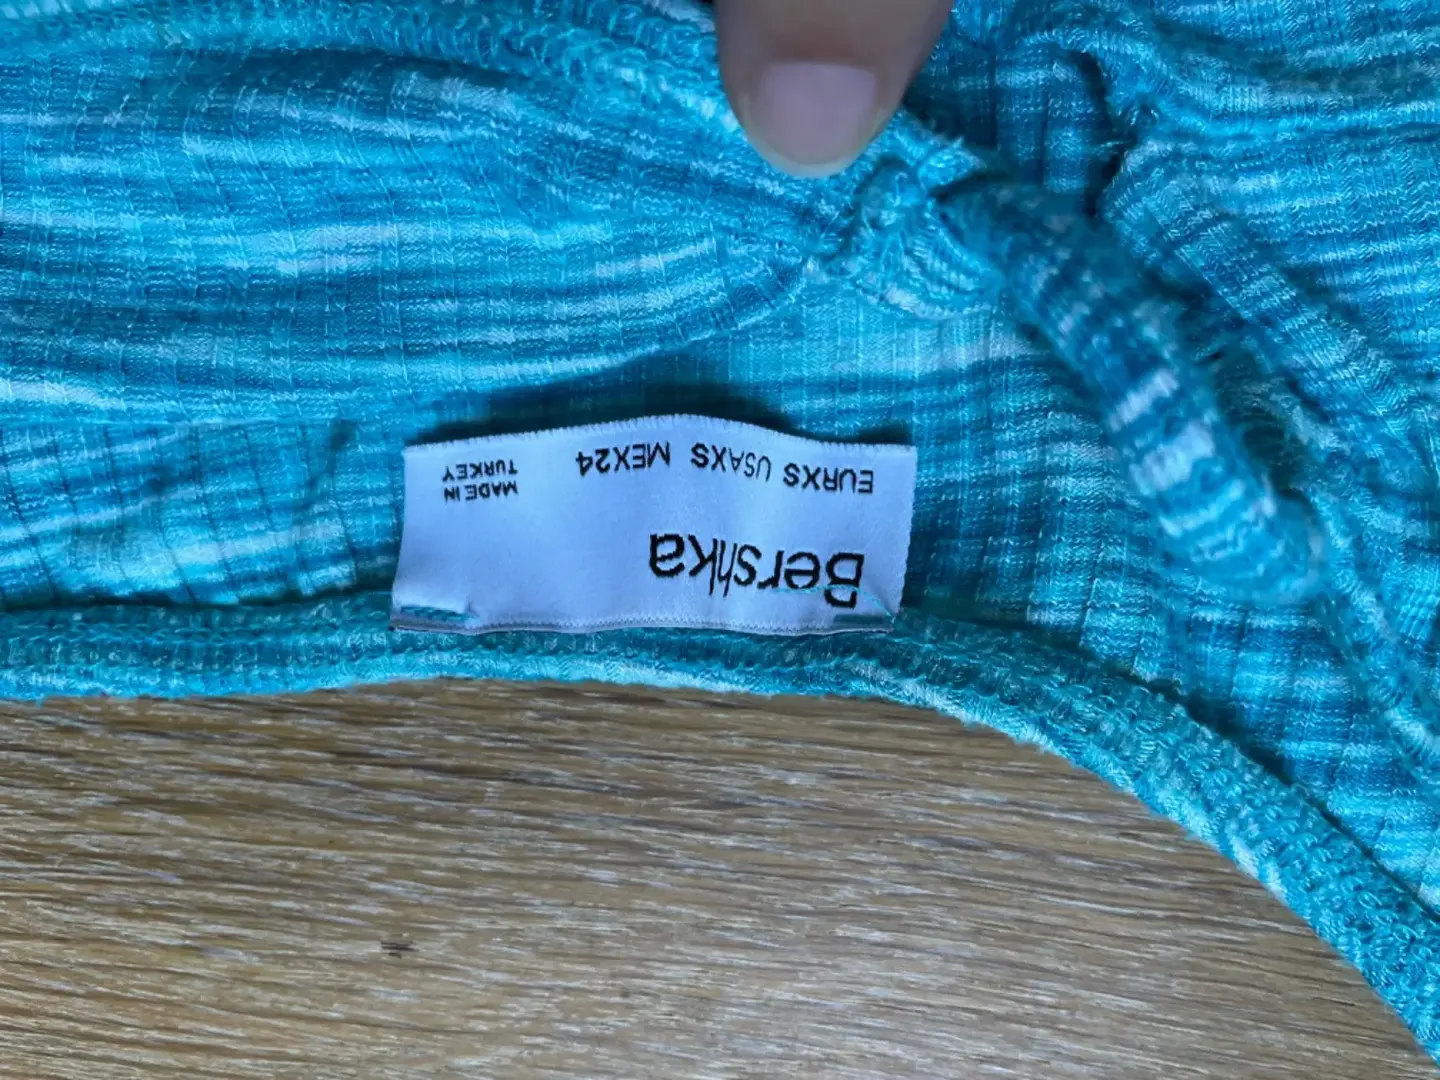 Bershka
EURXS USAXS MEX24
MADE IN
TURKEY